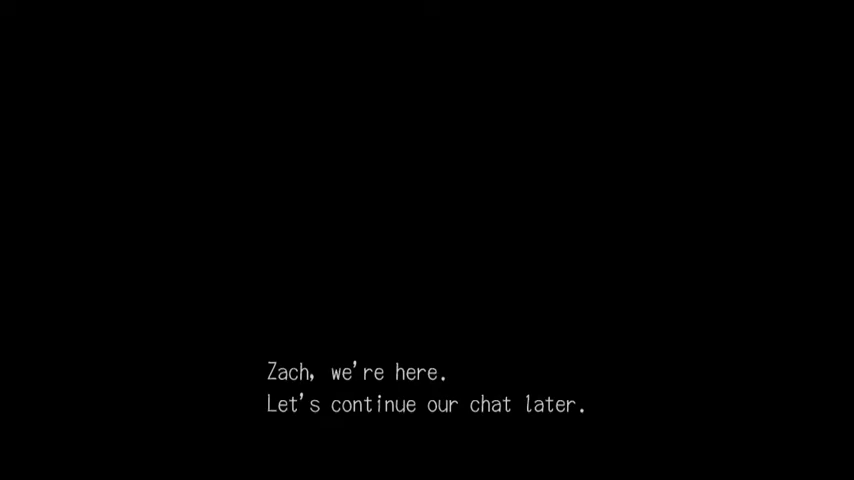 Zach, we're here.
Let's continue our chat later.